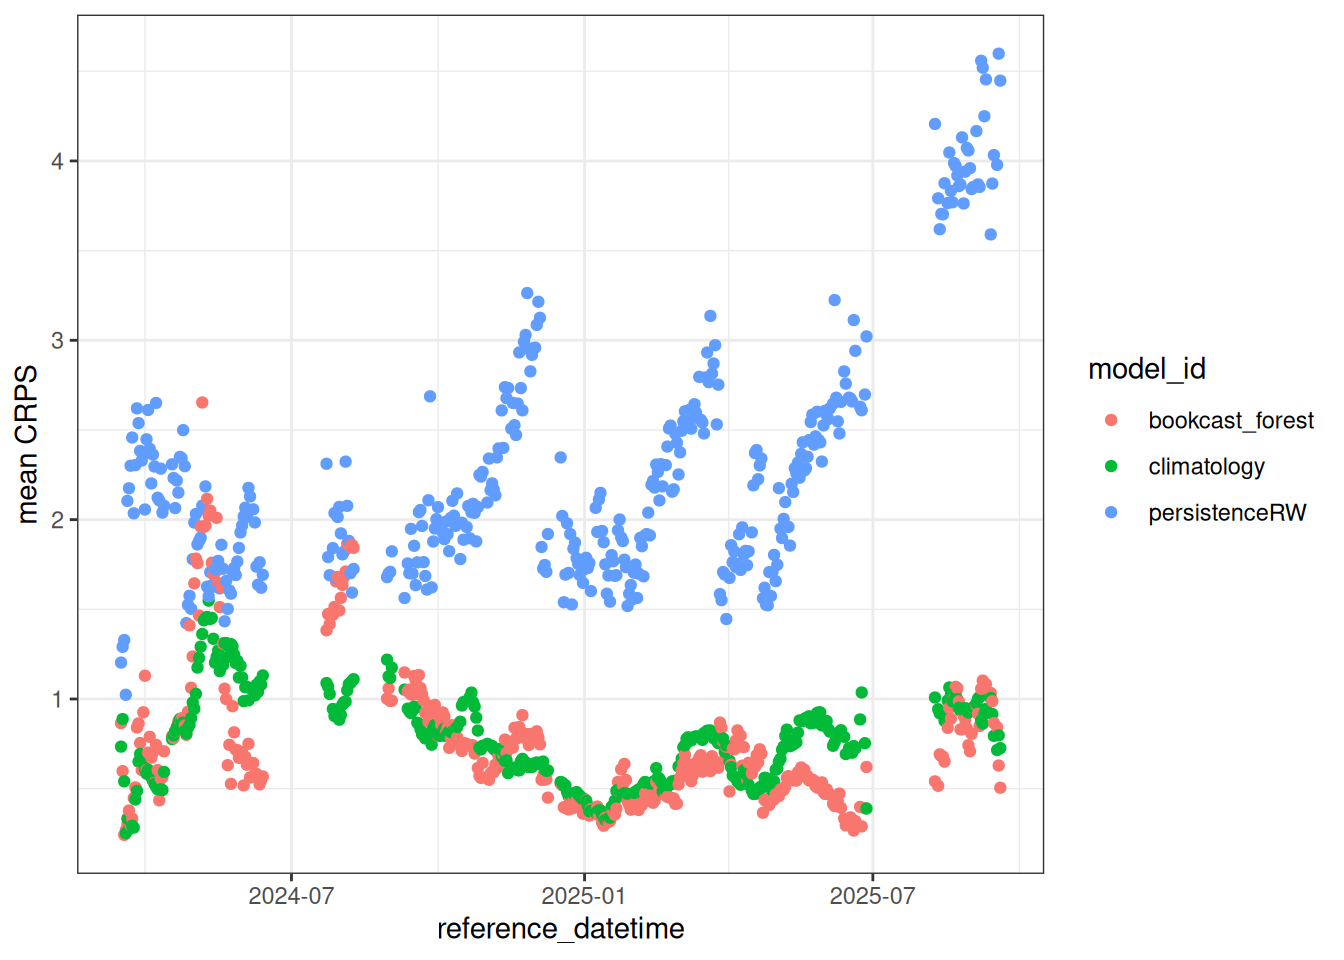 4
3
2
1
mean CRPS
2024-07
2025-01
2025-07
reference_datetime
model_id
bookcast_forest
climatology
persistenceRW